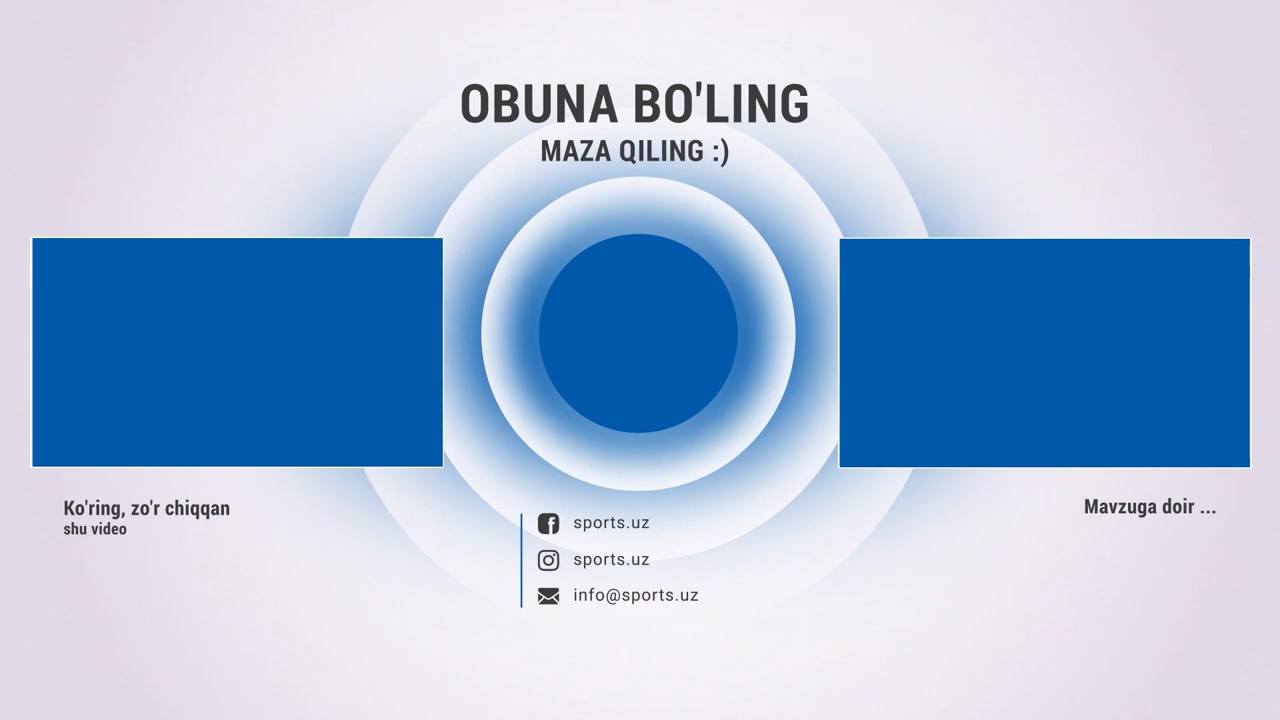 OBUNA BO'LING
MAZA QILING :)
Ko'ring, zo'r chiqqan
shu video
Mavzuga doir ...
sports.uz
sports.uz
info@sports.uz